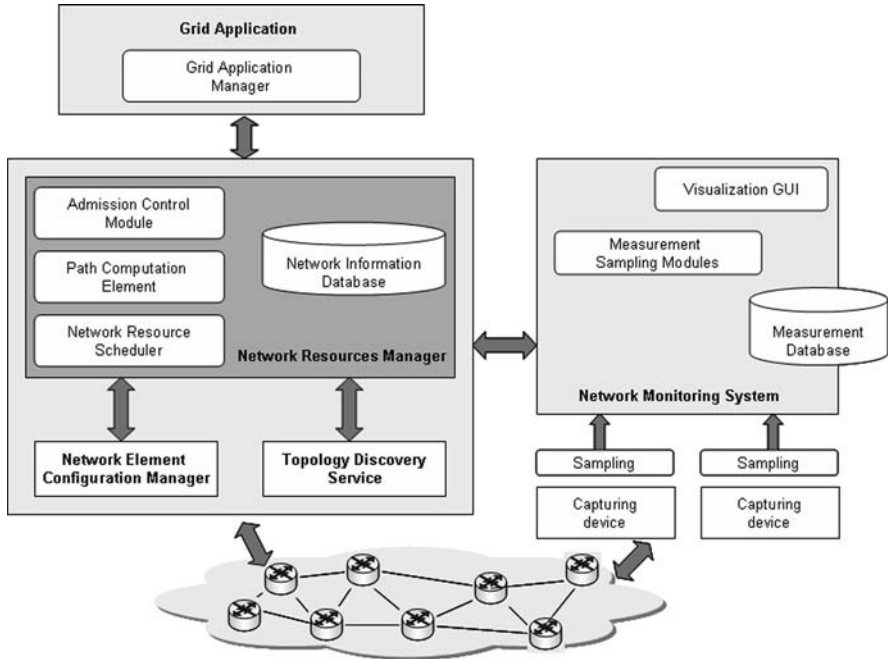 Grid Application
Grid Application
Manager
Admission Control
Module
Path Computation
Element
Network Resource
Scheduler
Network Information
Database
Network Resources Manager
Network Element
Configuration Manager
Topology Discovery
Service
Visualization GUI
Measurement
Sampling Modules
Measurement
Database
Network Monitoring System
Sampling
Sampling
Capturing
device
Capturing
device